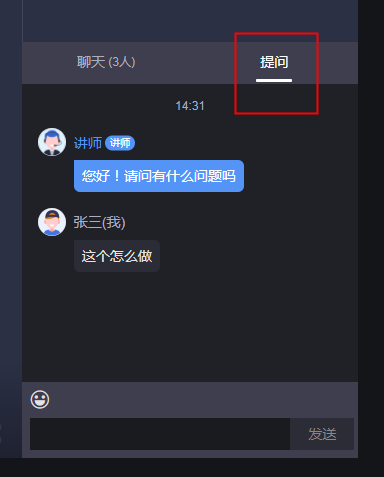 聊天 (3人) 提问
14:31
讲师 讲师
您好！请问有什么问题吗
张三(我)
这个怎么做
发送